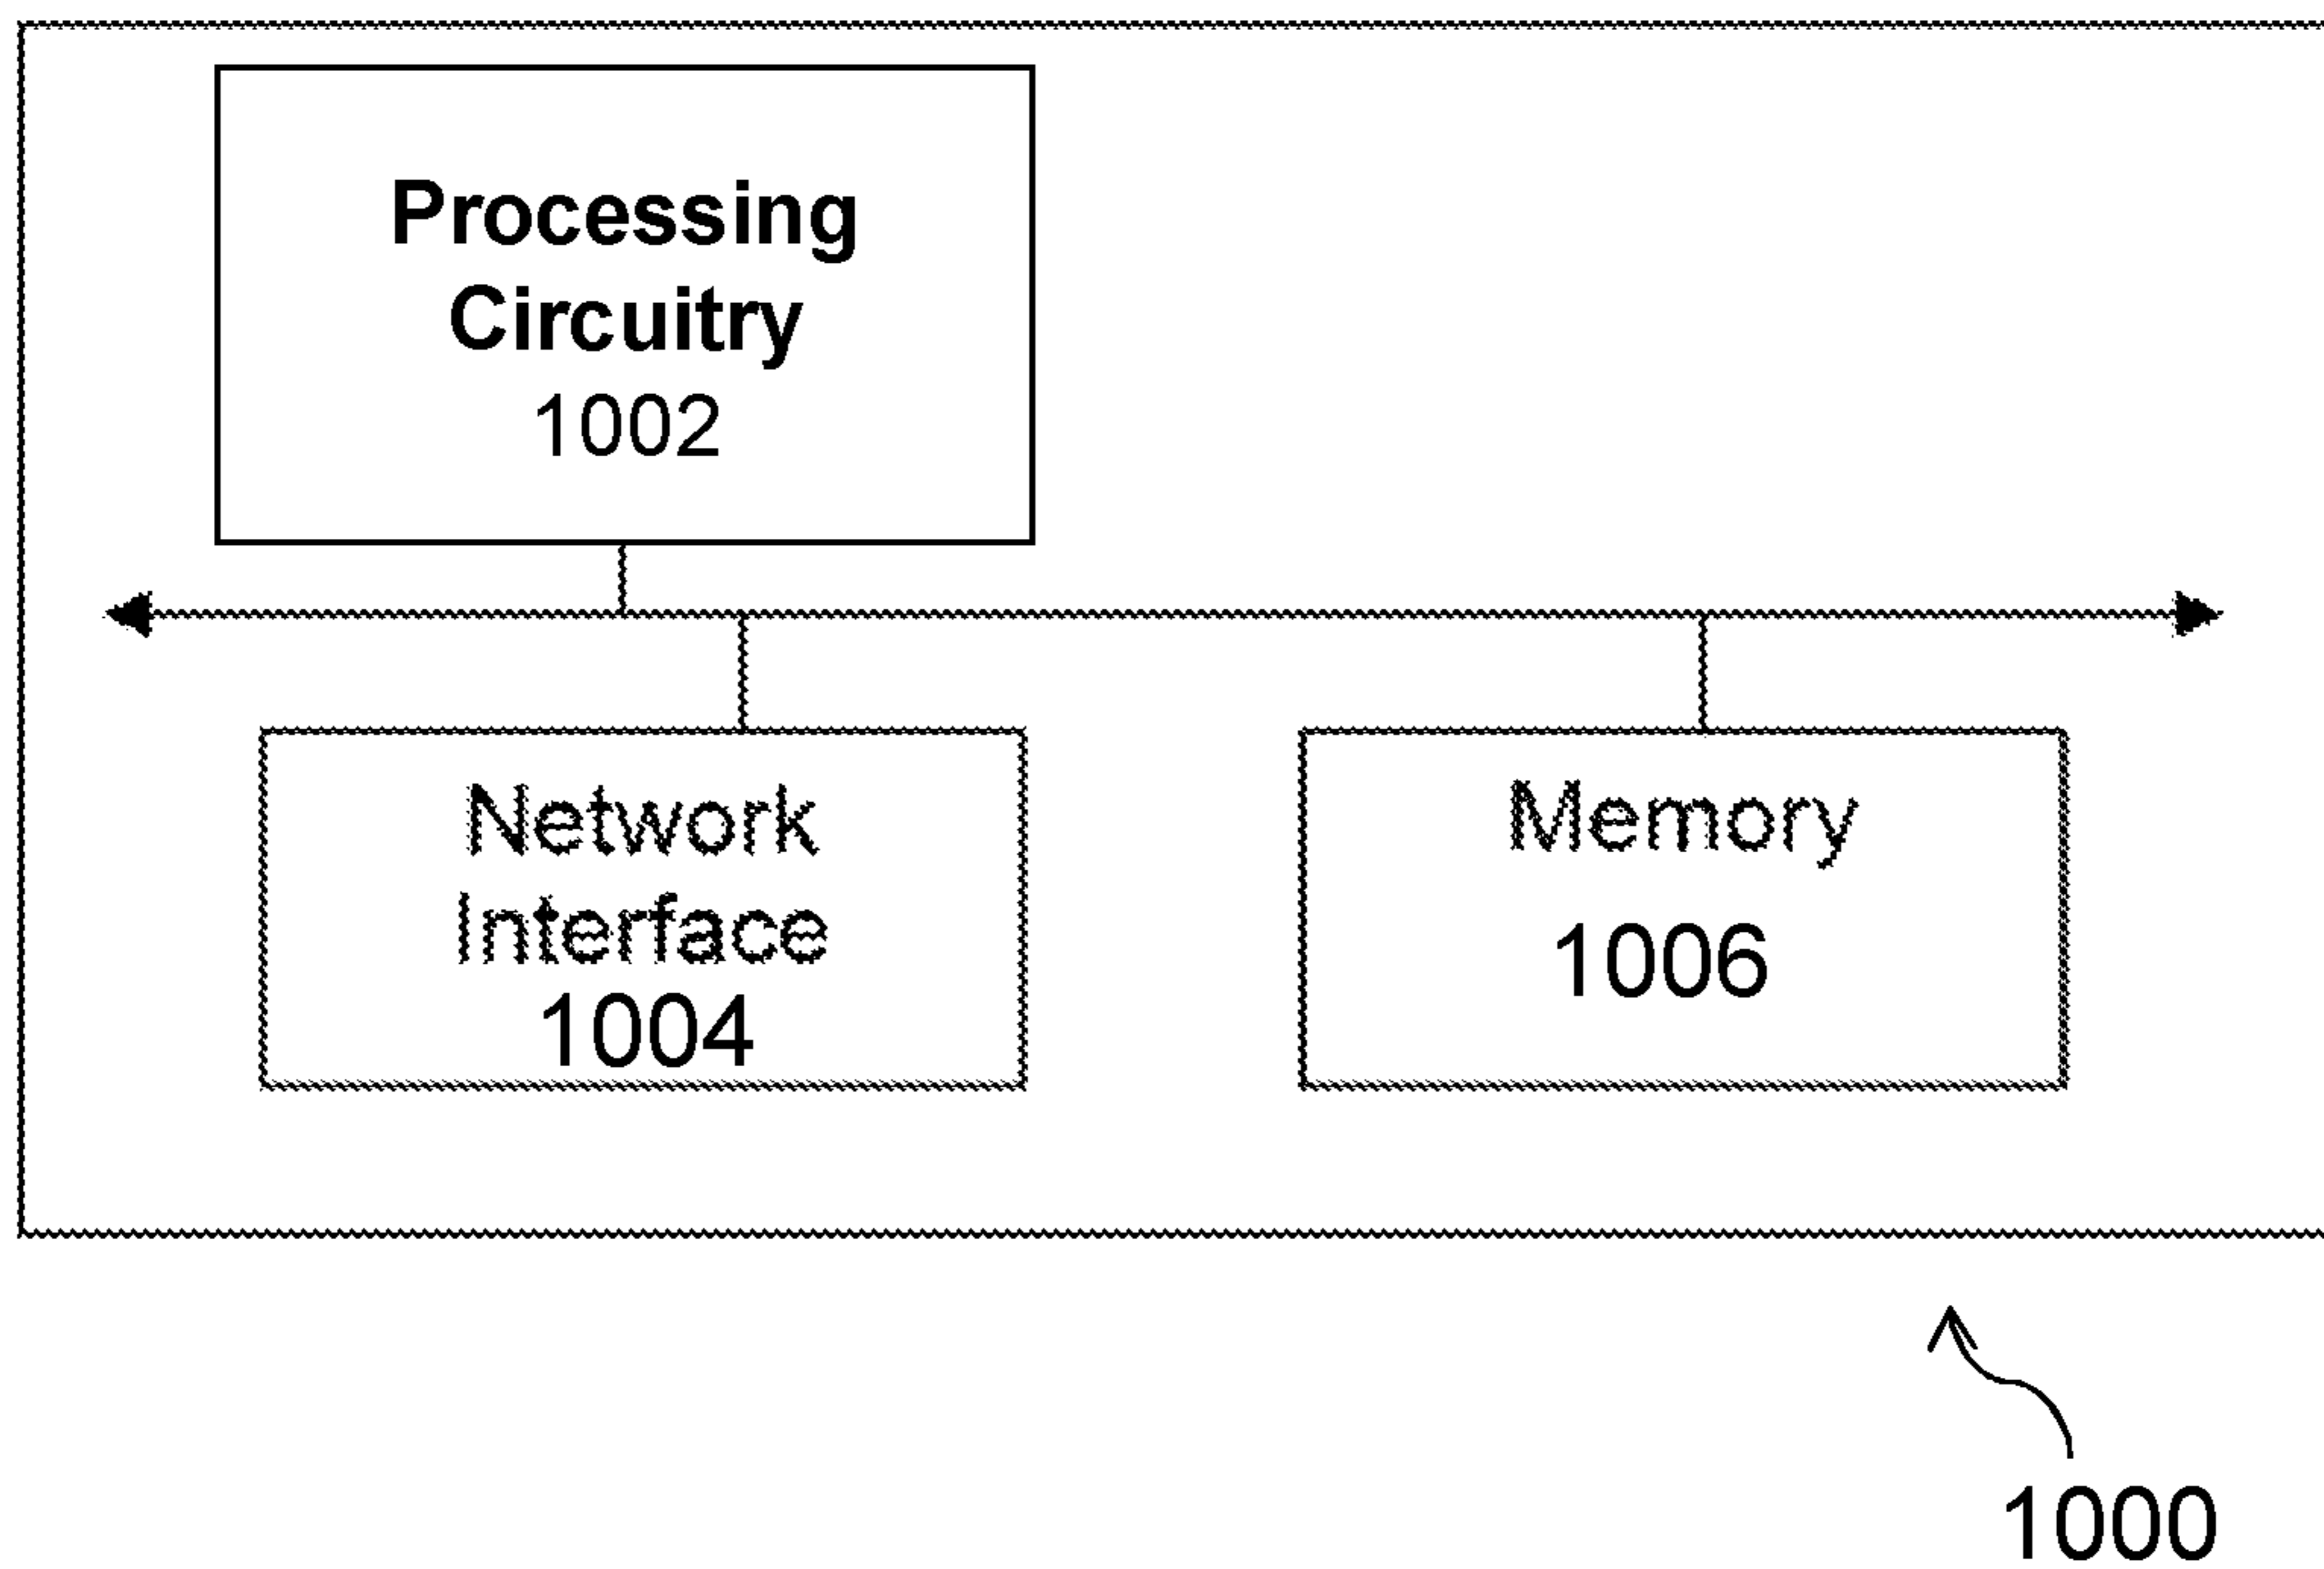 Processing
Circuitry
1002
Network
Interface
1004
Memory
1006
1000